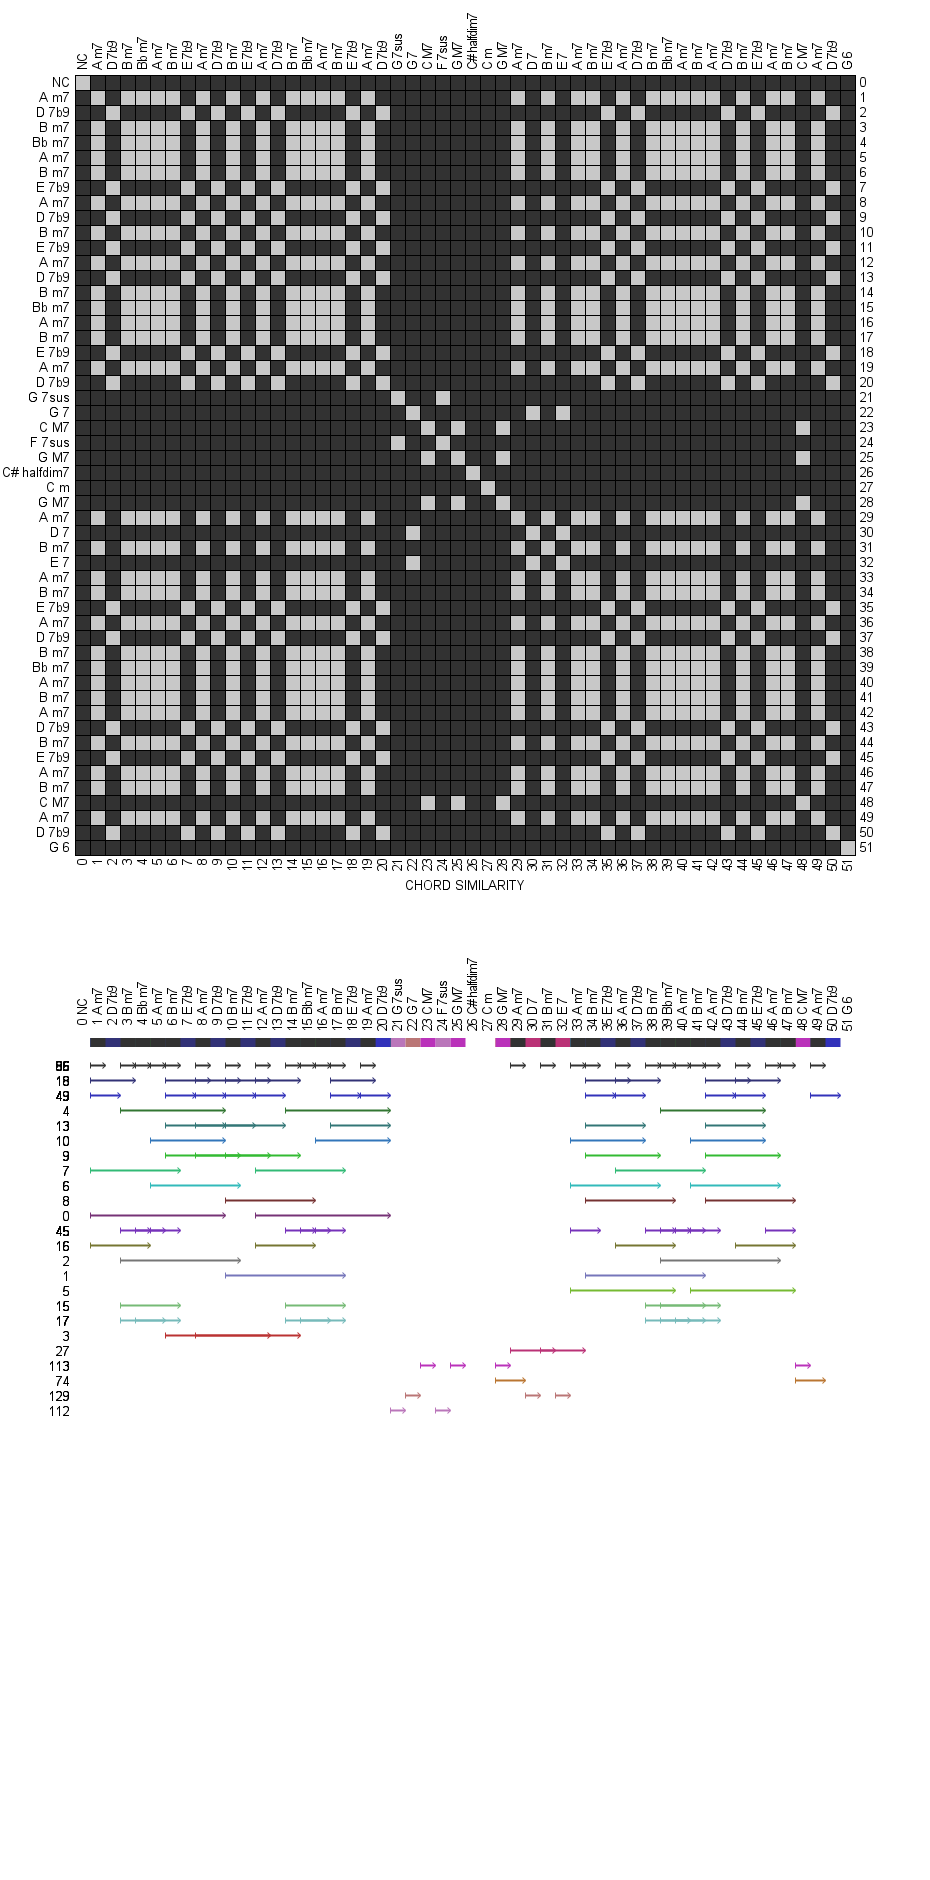 NC A m7 D 7b9 B m7 Bb m7 A m7 B m7 E 7b9 A m7 D 7b9 B m7 E 7b9 A m7 D 7b9 B m7 Bb m7 A m7 B m7 E 7b9 A m7 D 7b9 G 7sus G 7 C M7 F 7sus G M7 C# halfdim7 C m G M7 A m7 D 7 B m7 E 7 A m7 B m7 E 7b9 A m7 D 7b9 B m7 Bb m7 A m7 B m7 A m7 D 7b9 B m7 E 7b9 A m7 B m7 C M7 A m7 D 7b9 G 6
NC 0
A m7 1
D 7b9 2
B m7 3
Bb m7 4
A m7 5
B m7 6
E 7b9 7
A m7 8
D 7b9 9
B m7 10
E 7b9 11
A m7 12
D 7b9 13
B m7 14
Bb m7 15
A m7 16
B m7 17
E 7b9 18
A m7 19
D 7b9 20
G 7sus 21
G 7 22
C M7 23
F 7sus 24
G M7 25
C# halfdim7 26
C m 27
G M7 28
A m7 29
D 7 30
B m7 31
E 7 32
A m7 33
B m7 34
E 7b9 35
A m7 36
D 7b9 37
B m7 38
Bb m7 39
A m7 40
B m7 41
A m7 42
D 7b9 43
B m7 44
E 7b9 45
A m7 46
B m7 47
C M7 48
A m7 49
D 7b9 50
G 6 51
0 1 2 3 4 5 6 7 8 9 10 11 12 13 14 15 16 17 18 19 20 21 22 23 24 25 26 27 28 29 30 31 32 33 34 35 36 37 38 39 40 41 42 43 44 45 46 47 48 49 50 51
CHORD SIMILARITY
0 NC 1 A m7 2 D 7b9 3 B m7 4 Bb m7 5 A m7 6 B m7 7 E 7b9 8 A m7 9 D 7b9 10 B m7 11 E 7b9 12 A m7 13 D 7b9 14 B m7 15 Bb m7 16 A m7 17 B m7 18 E 7b9 19 A m7 20 D 7b9 21 G 7sus 22 G 7 23 C M7 24 F 7sus 25 G M7 26 C# halfdim7 27 C m 28 G M7 29 A m7 30 D 7 31 B m7 32 E 7 33 A m7 34 B m7 35 E 7b9 36 A m7 37 D 7b9 38 B m7 39 Bb m7 40 A m7 41 B m7 42 A m7 43 D 7b9 44 B m7 45 E 7b9 46 A m7 47 B m7 48 C M7 49 A m7 50 D 7b9 51 G 6
4
13
10
9
7
6
8
0
16
2
1
5
15
17
3
27
113
74
129
112